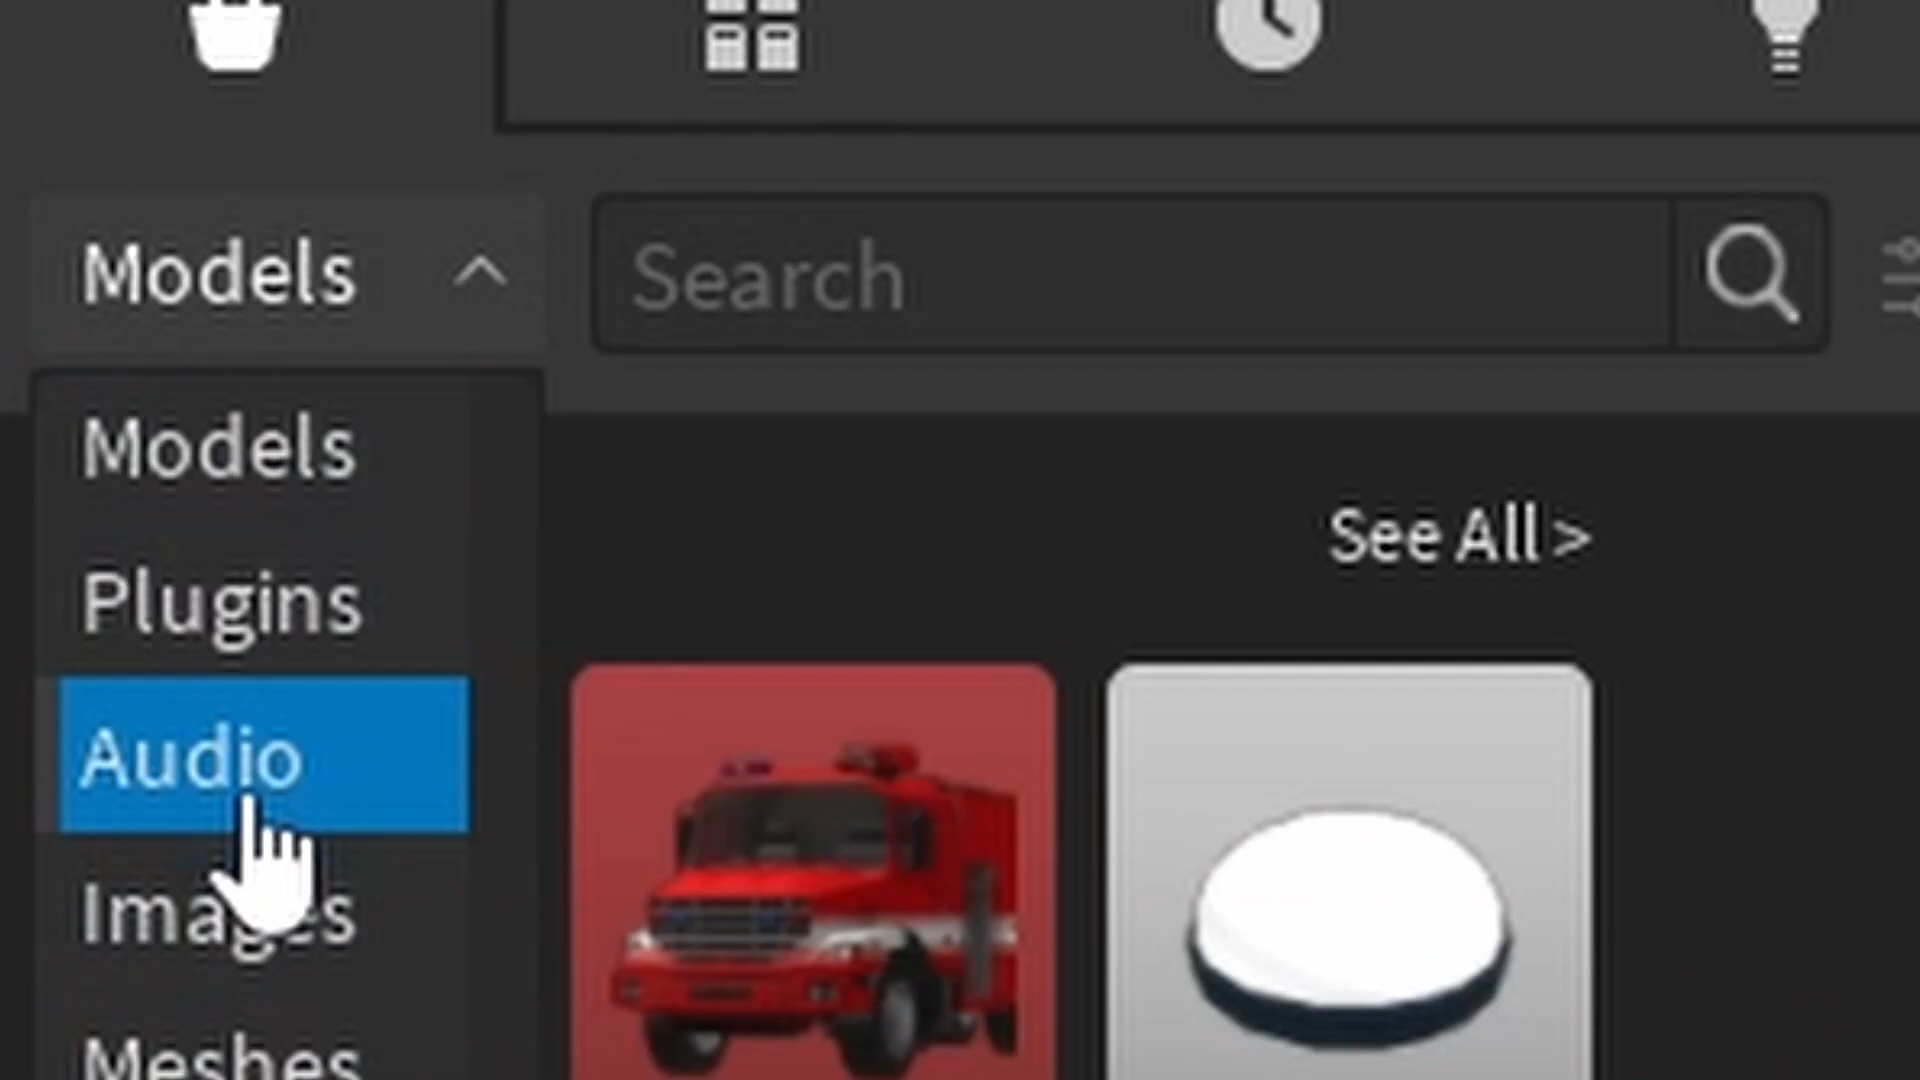 Models
Search
Models
Plugins
Audio
Images
Meshes
See All >